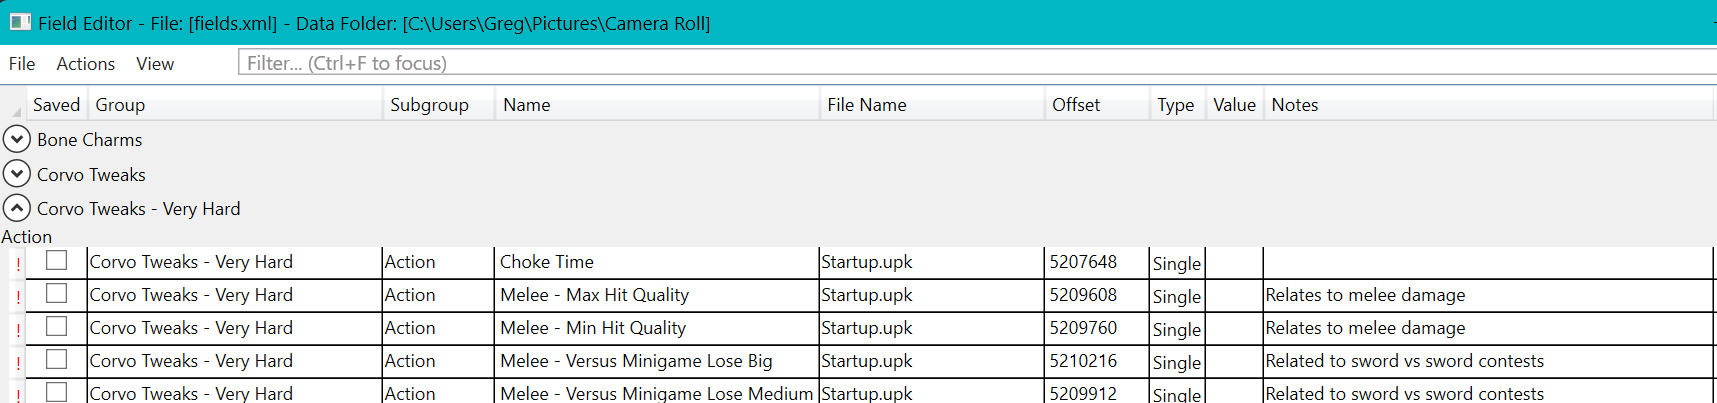 Field Editor - File: [fields.xml] - Data Folder: [C:\Users\Greg\Pictures\Camera Roll]
File Actions View Filter... (Ctrl+F to focus)
Saved Group Subgroup Name File Name Offset Type Value Notes
Bone Charms
Corvo Tweaks
Corvo Tweaks - Very Hard
Action
! Corvo Tweaks - Very Hard Action Choke Time Startup.upk 5207648 Single
! Corvo Tweaks - Very Hard Action Melee - Max Hit Quality Startup.upk 5209608 Single Relates to melee damage
! Corvo Tweaks - Very Hard Action Melee - Min Hit Quality Startup.upk 5209760 Single Relates to melee damage
! Corvo Tweaks - Very Hard Action Melee - Versus Minigame Lose Big Startup.upk 5210216 Single Related to sword vs sword contests
! Corvo Tweaks - Very Hard Action Melee - Versus Minigame Lose Medium Startup.upk 5209912 Single Related to sword vs sword contests